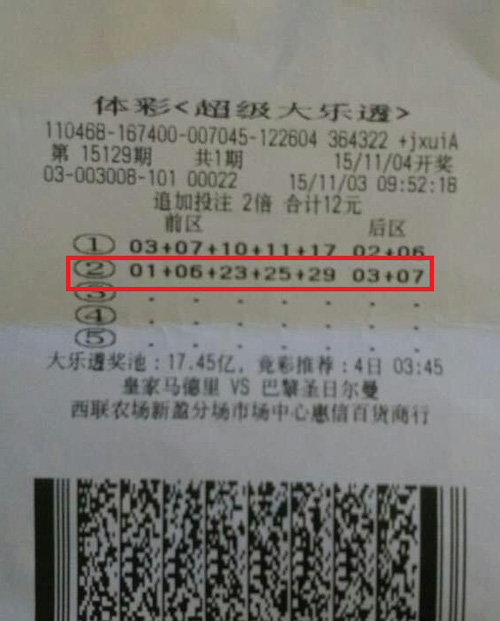 体彩<超级大乐透>
110468-167400-007045-122604 364322 +jxuiA
第 15129期 共1期 15/11/04开奖
03-003008-101 00022 15/11/03 09:52:18
追加投注 2倍 合计12元
前区 后区
① 03+07+10+11+17 02+06
② 01+06+23+25+29 03+07
③ . . . . . . .
④ . . . . . . .
⑤ . . . . . . .
大乐透奖池:17.45亿,竞彩推荐:4日 03:45
皇家马德里 VS 巴黎圣日尔曼
西联农场新盈分场市场中心惠信百货商行